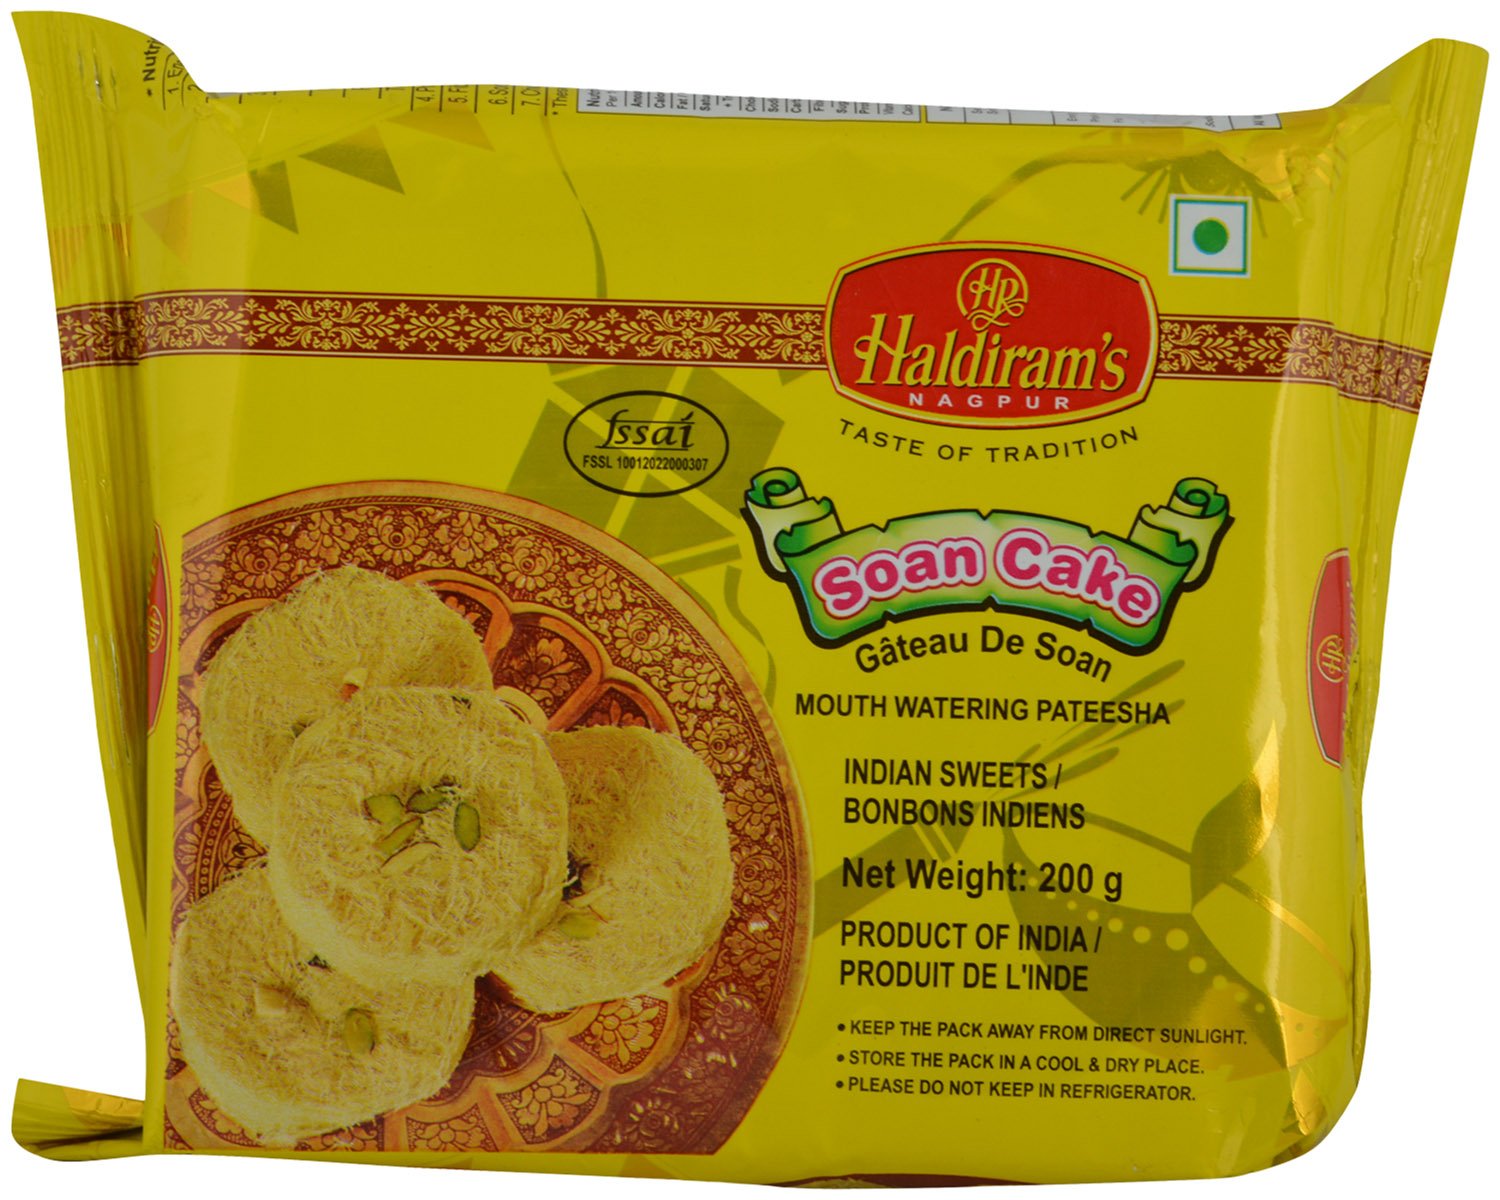 HR
Haldiram's
NAGPUR
TASTE OF TRADITION
fssaí
FSSL 10012022000307
Soan Cake
Gâteau De Soan
MOUTH WATERING PATEESHA
INDIAN SWEETS /
BONBONS INDIENS
Net Weight: 200 g
PRODUCT OF INDIA /
PRODUIT DE L'INDE
• KEEP THE PACK AWAY FROM DIRECT SUNLIGHT.
• STORE THE PACK IN A COOL & DRY PLACE.
• PLEASE DO NOT KEEP IN REFRIGERATOR.
HR